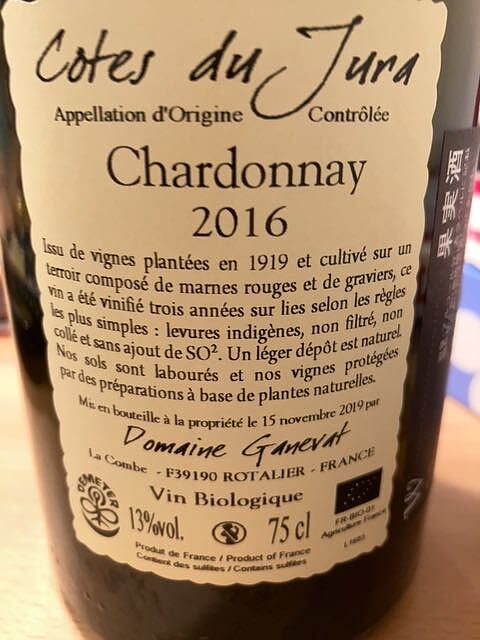 Côtes du Jura
Appellation d'Origine Contrôlée
Chardonnay
2016
Issu de vignes plantées en 1919 et cultivé sur un
terroir composé de marnes rouges et de graviers, ce
vin a été vinifié trois années sur lies selon les règles
les plus simples : levures indigènes, non filtré, non
collé et sans ajout de SO². Un léger dépôt est naturel.
Nos sols sont labourés et nos vignes protégées
par des préparations à base de plantes naturelles.
Mis en bouteille à la propriété le 15 novembre 2019 par
Domaine Ganevat
La Combe - F39190 ROTALIER - FRANCE
Vin Biologique
DEMETER
13%vol.
75 cl
FR-BIO-01
Agriculture France
L1603
Produit de France / Product of France
Contient des sulfites / Contains sulfites
果実酒